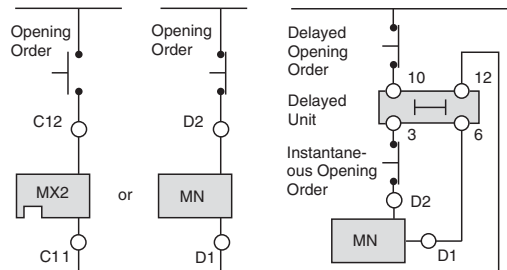 Opening
Order
C12
MX2
C11
or
Opening
Order
D2
MN
D1
Delayed
Opening
Order
10
12
Delayed
Unit
3
6
Instantane-
ous Opening
Order
D2
MN
D1